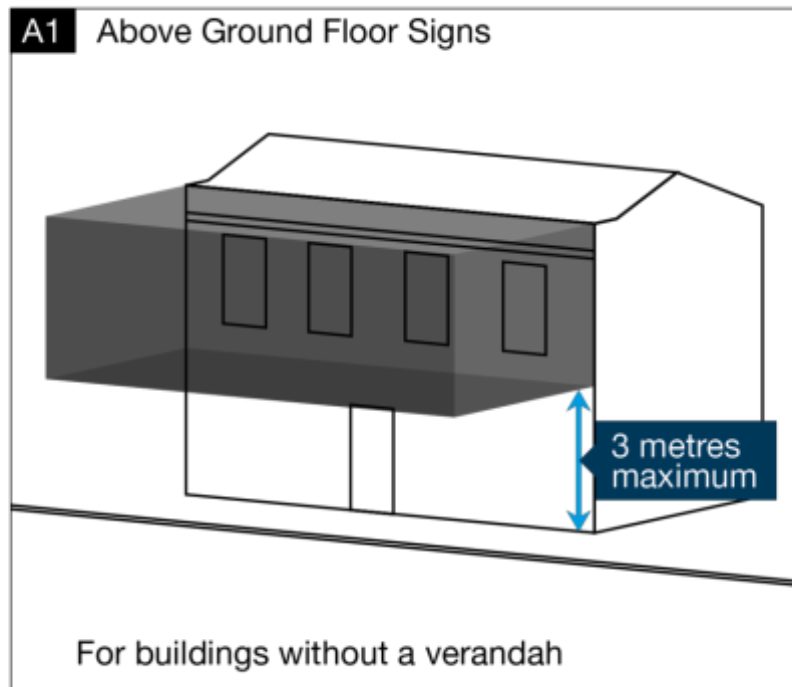 A1 Above Ground Floor Signs
3 metres
maximum
For buildings without a verandah